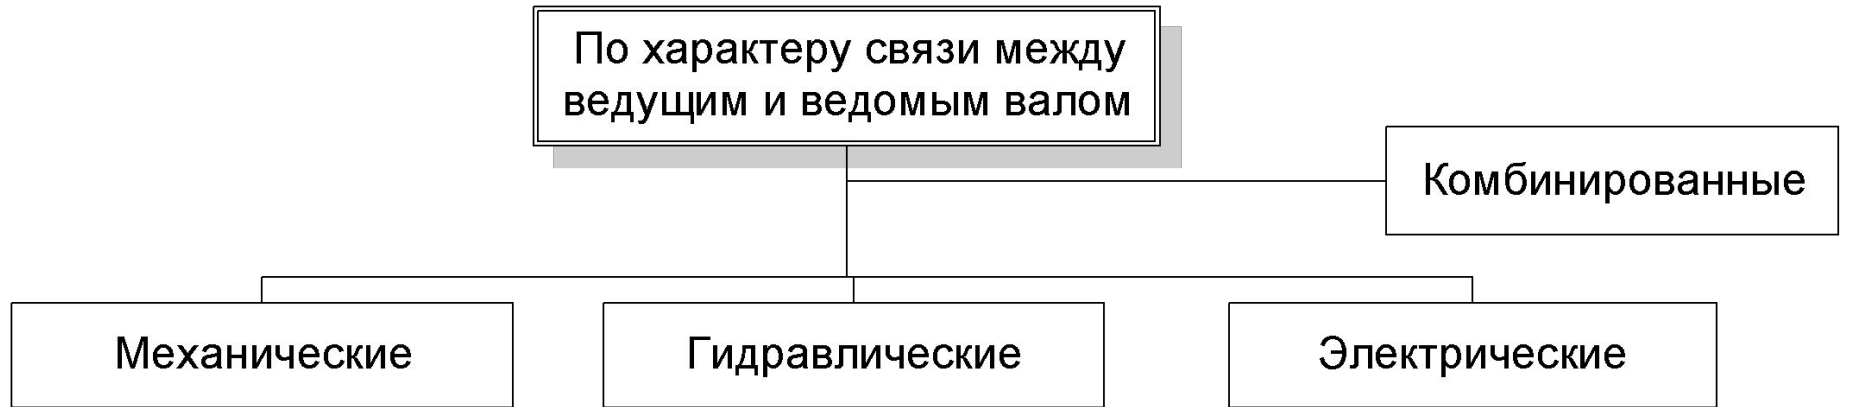 По характеру связи между
ведущим и ведомым валом
Комбинированные
Механические
Гидравлические
Электрические